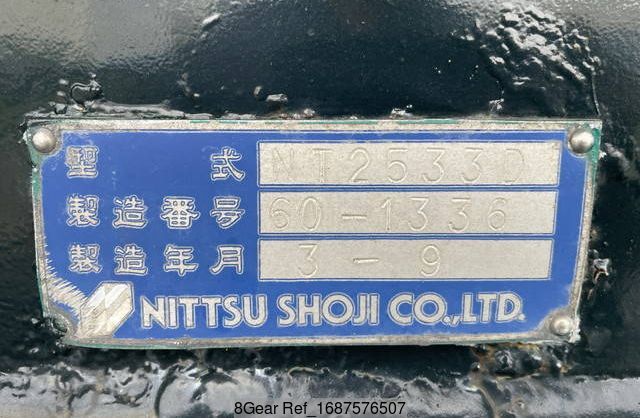 型式 NT2533
製造番号 60-1336
製造年月 3-9
NITTSU SHOJI CO.,LTD.
8Gear Ref_1687576507